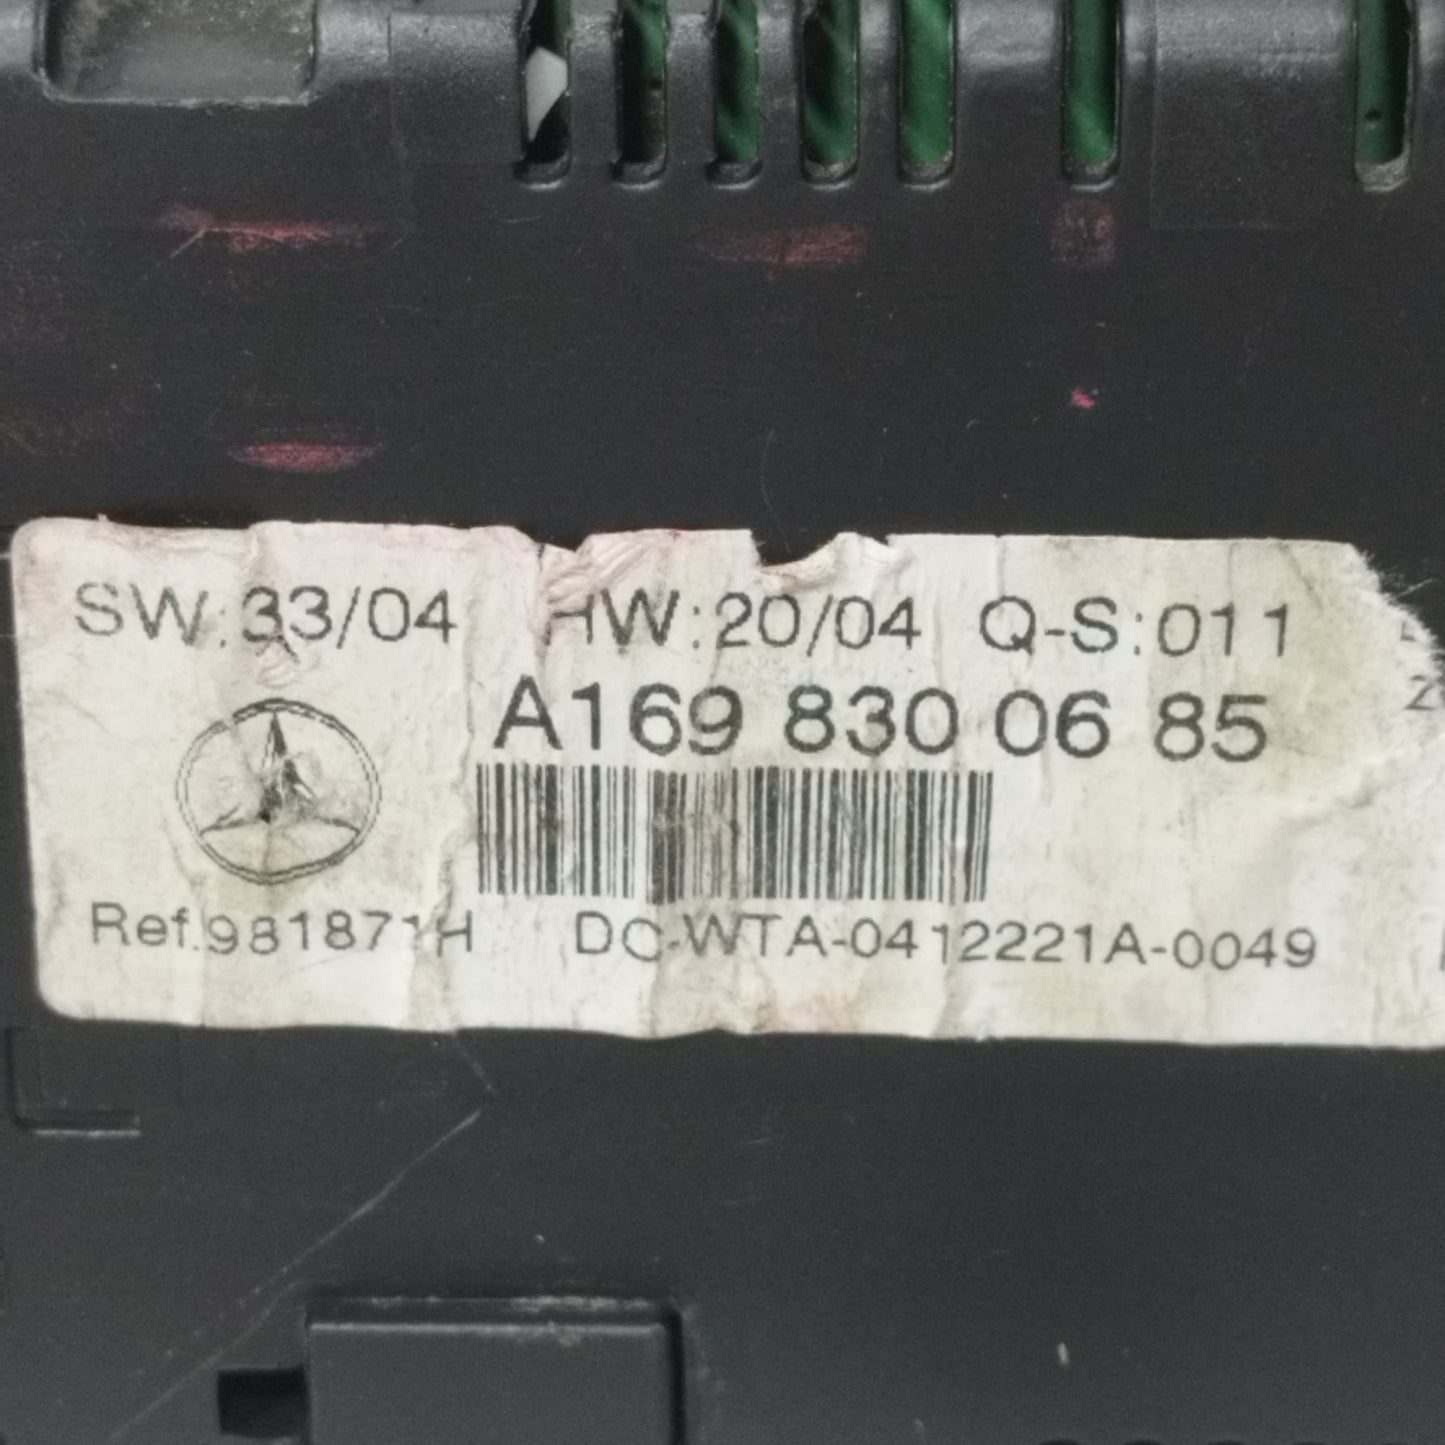 SW:33/04 HW:20/04 Q-S:011
A169 830 06 85
Ref.981871H DC-WTA-0412221A-0049